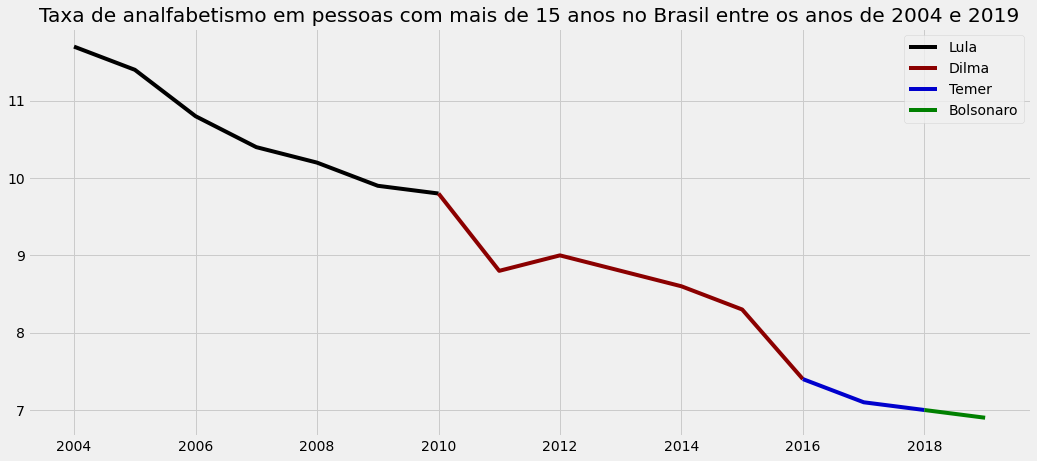 Taxa de analfabetismo em pessoas com mais de 15 anos no Brasil entre os anos de 2004 e 2019
Lula
Dilma
Temer
Bolsonaro
11
10
9
8
7
2004 2006 2008 2010 2012 2014 2016 2018